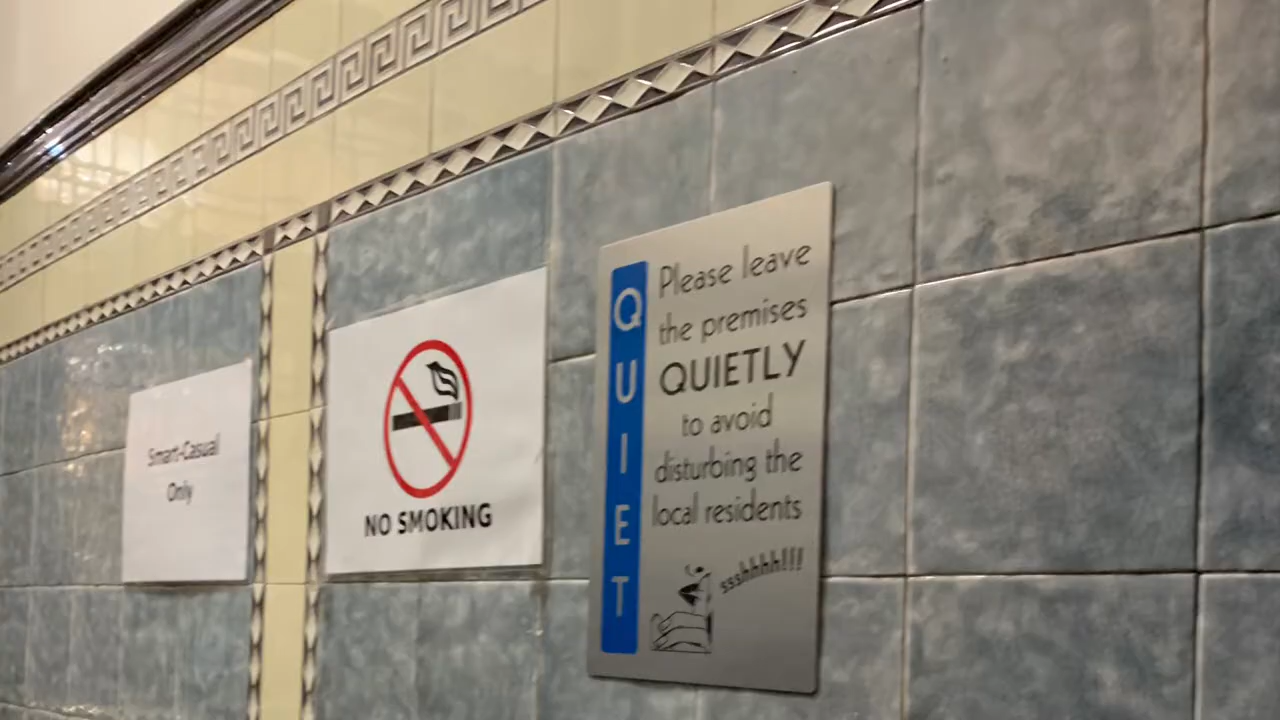 Smart-Casual
Only
NO SMOKING
QUIET
Please leave
the premises
QUIETLY
to avoid
disturbing the
local residents
ssshhhh!!!